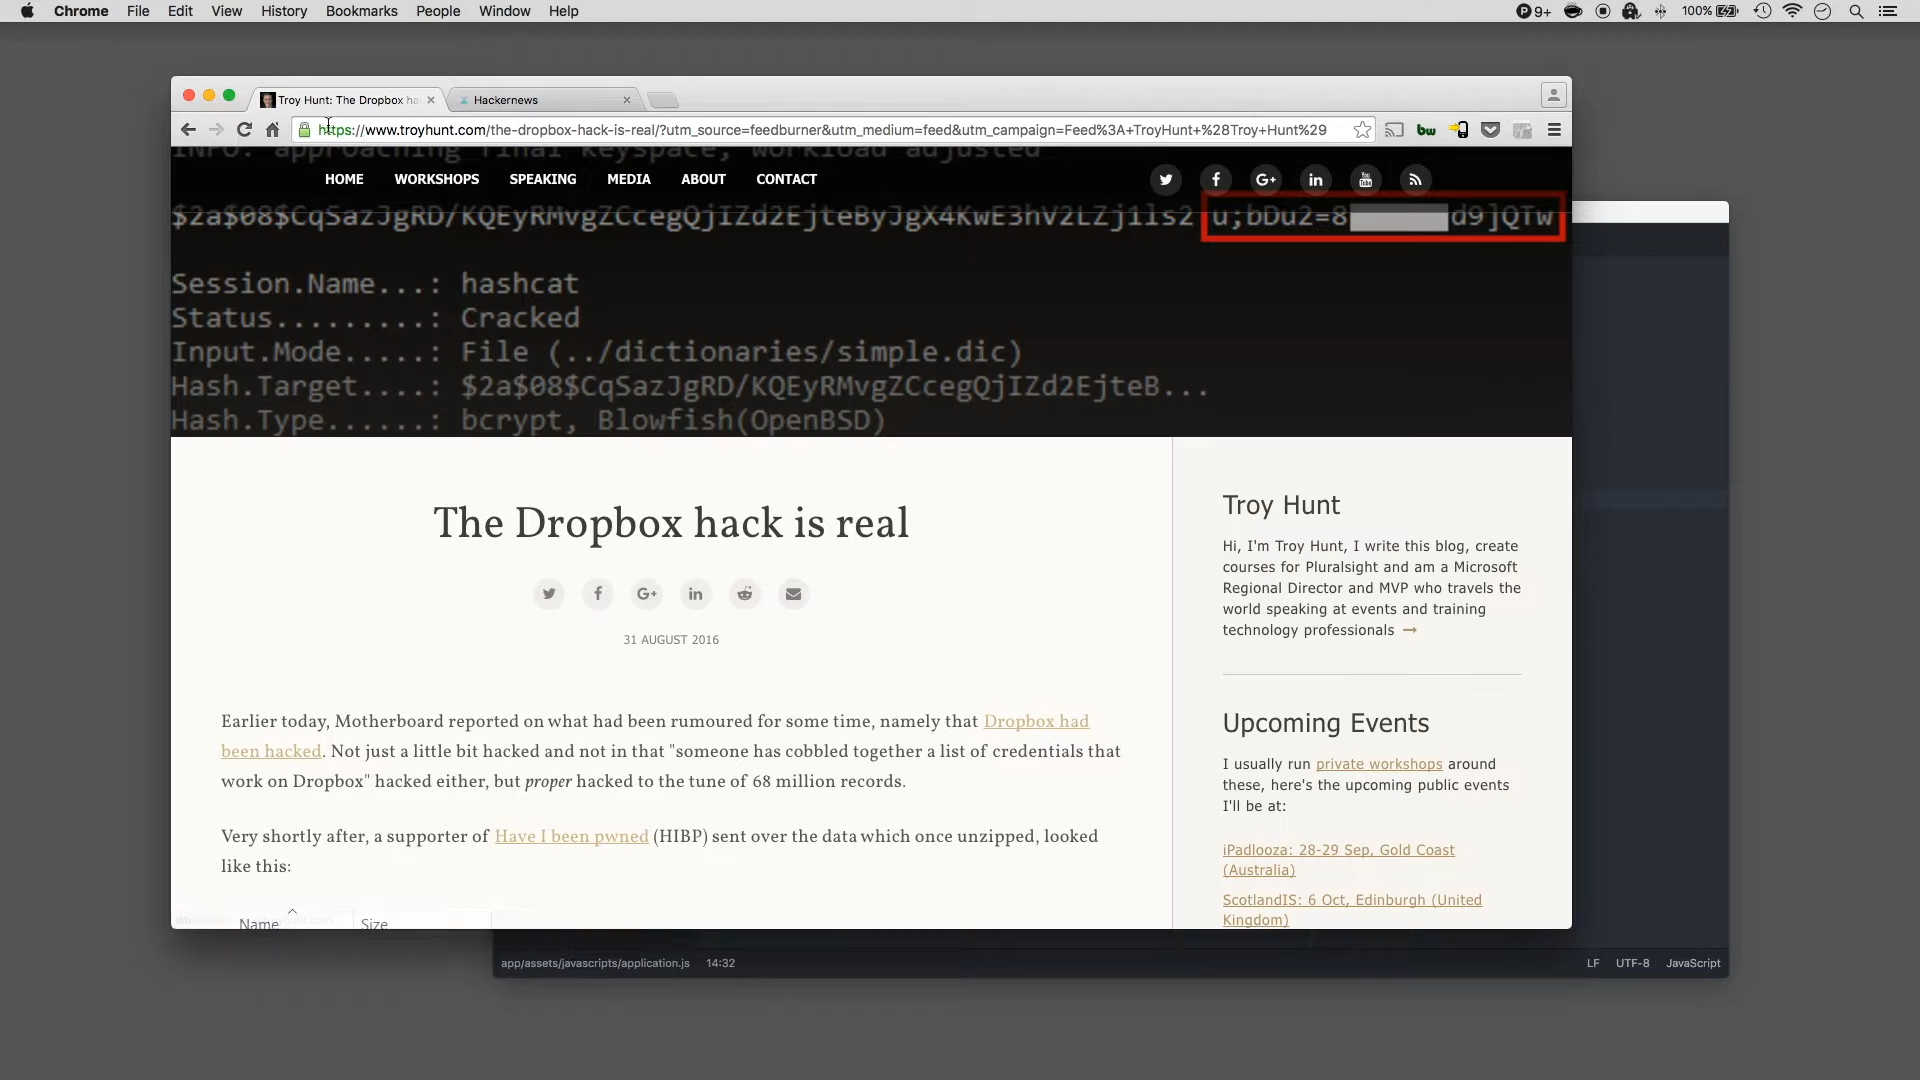 Chrome File Edit View History Bookmarks People Window Help
9+ 100%
Troy Hunt: The Dropbox ha
Hackernews
https://www.troyhunt.com/the-dropbox-hack-is-real/?utm_source=feedburner&utm_medium=feed&utm_campaign=Feed%3A+TroyHunt+%28Troy+Hunt%29
bw
INFO: approaching final keyspace, workload adjusted
HOME WORKSHOPS SPEAKING MEDIA ABOUT CONTACT
$2a$08$CqSazJgRD/KQEyRMvgZCcegQjIZd2EjteByJgX4KwE3hV2LZj1ls2 u;bDu2=8 d9jQTw
Session.Name...: hashcat
Status.........: Cracked
Input.Mode.....: File (../dictionaries/simple.dic)
Hash.Target....: $2a$08$CqSazJgRD/KQEyRMvgZCcegQjIZd2EjteB...
Hash.Type......: bcrypt, Blowfish(OpenBSD)
The Dropbox hack is real
31 AUGUST 2016
Earlier today, Motherboard reported on what had been rumoured for some time, namely that Dropbox had
been hacked. Not just a little bit hacked and not in that "someone has cobbled together a list of credentials that
work on Dropbox" hacked either, but proper hacked to the tune of 68 million records.
Very shortly after, a supporter of Have I been pwned (HIBP) sent over the data which once unzipped, looked
like this:
Name Size
Troy Hunt
Hi, I'm Troy Hunt, I write this blog, create
courses for Pluralsight and am a Microsoft
Regional Director and MVP who travels the
world speaking at events and training
technology professionals →
Upcoming Events
I usually run private workshops around
these, here's the upcoming public events
I'll be at:
iPadlooza: 28-29 Sep, Gold Coast
(Australia)
ScotlandIS: 6 Oct, Edinburgh (United
Kingdom)
app/assets/javascripts/application.js 14:32
LF UTF-8 JavaScript